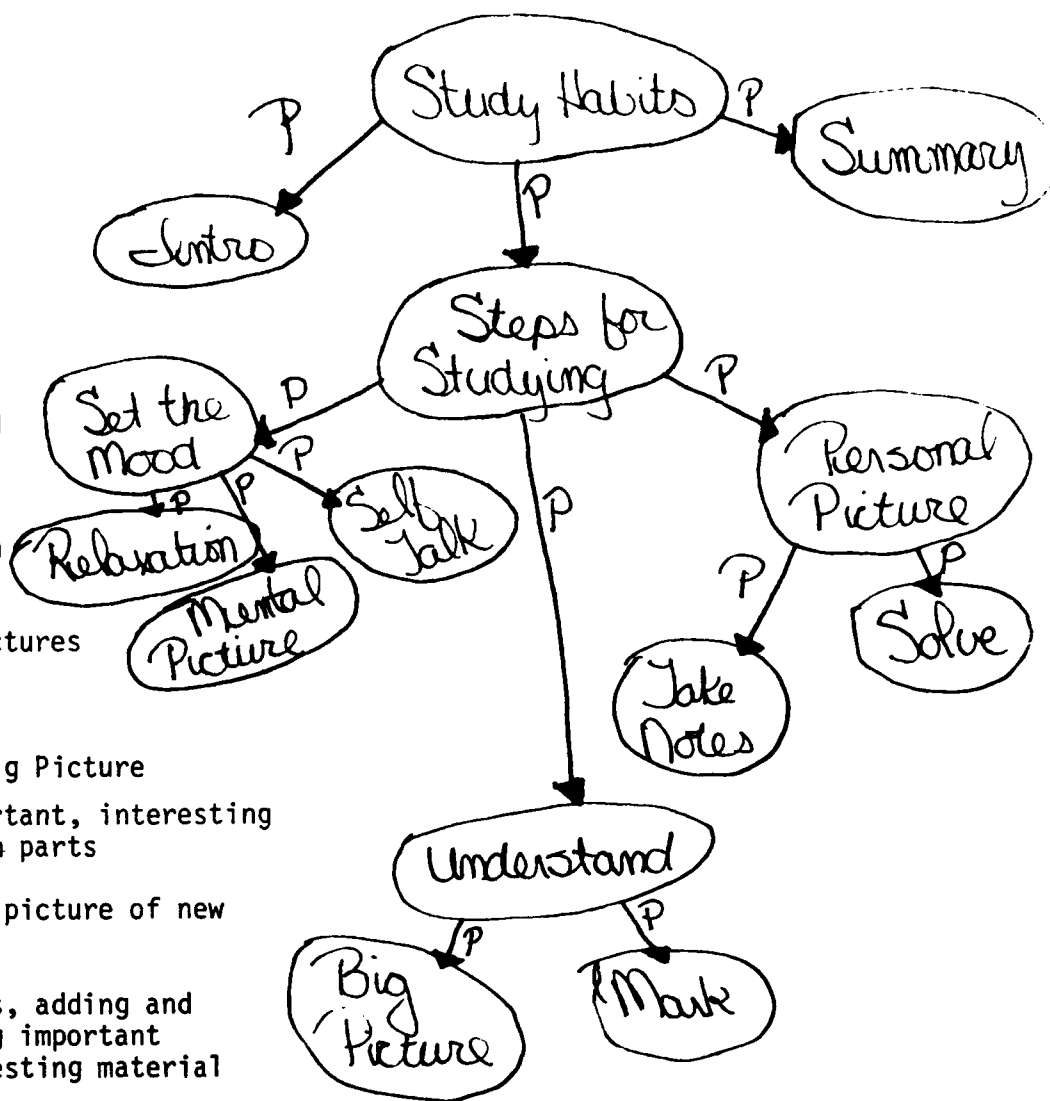 Study Habits
P
P
Summary
P
Intro
Steps for
Studying
P
P
Set the
Mood
P
P
P
Self
Talk
P
Personal
Picture
Relaxation
Mental
Picture
P
P
Solve
Take
Notes
ctures
g Picture
rtant, interesting
parts
picture of new
s, adding and
important
esting material
Understand
P
P
Big
Picture
Mark